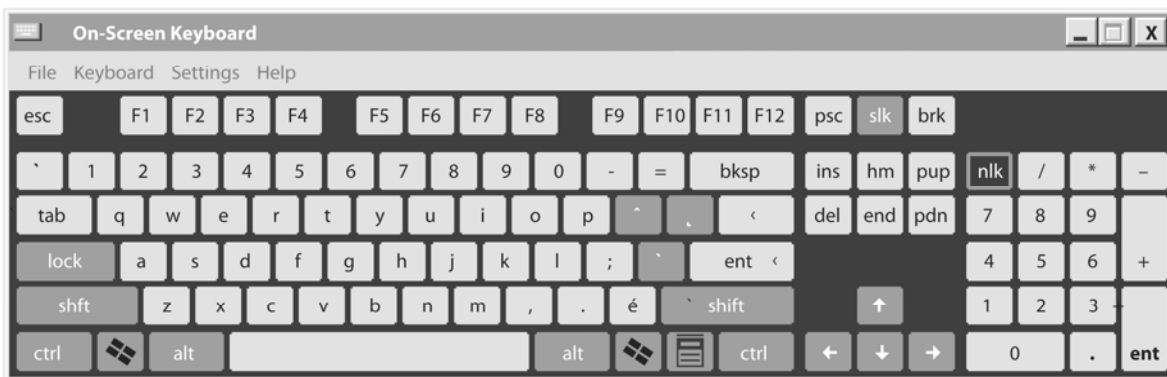 On-Screen Keyboard X
File Keyboard Settings Help
esc F1 F2 F3 F4 F5 F6 F7 F8 F9 F10 F11 F12 psc slk brk
` 1 2 3 4 5 6 7 8 9 0 - = bksp ins hm pup nlk / * –
tab q w e r t y u i o p ˆ ˛ ‹ del end pdn 7 8 9
lock a s d f g h j k l ; ` ent ‹ 4 5 6 +
shft z x c v b n m , . é ` shift ↑ 1 2 3
ctrl alt alt ctrl ← ↓ → 0 . ent